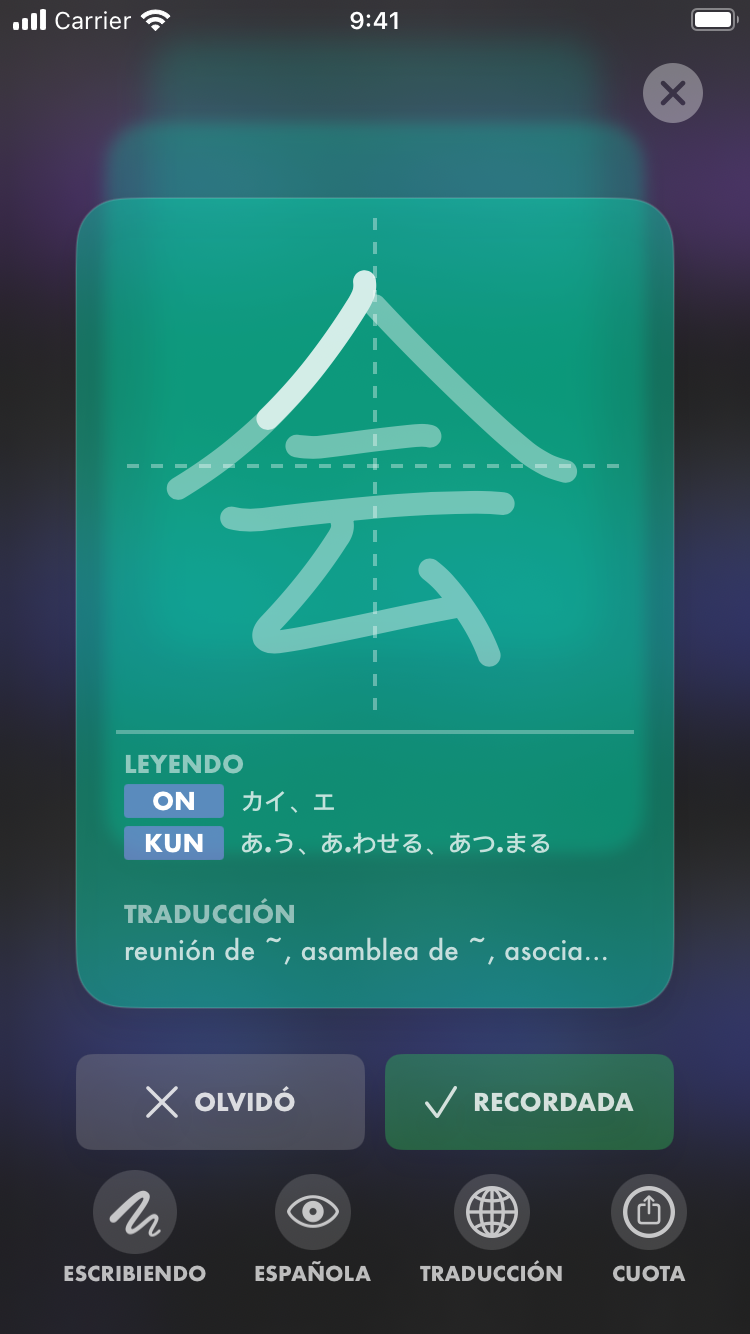 Carrier 9:41
会
LEYENDO
ON カイ、エ
KUN あ.う、あ.わせる、あつ.まる
TRADUCCIÓN
reunión de ~, asamblea de ~, asocia...
OLVIDÓ RECORDADA
ESCRIBIENDO ESPAÑOLA TRADUCCIÓN CUOTA